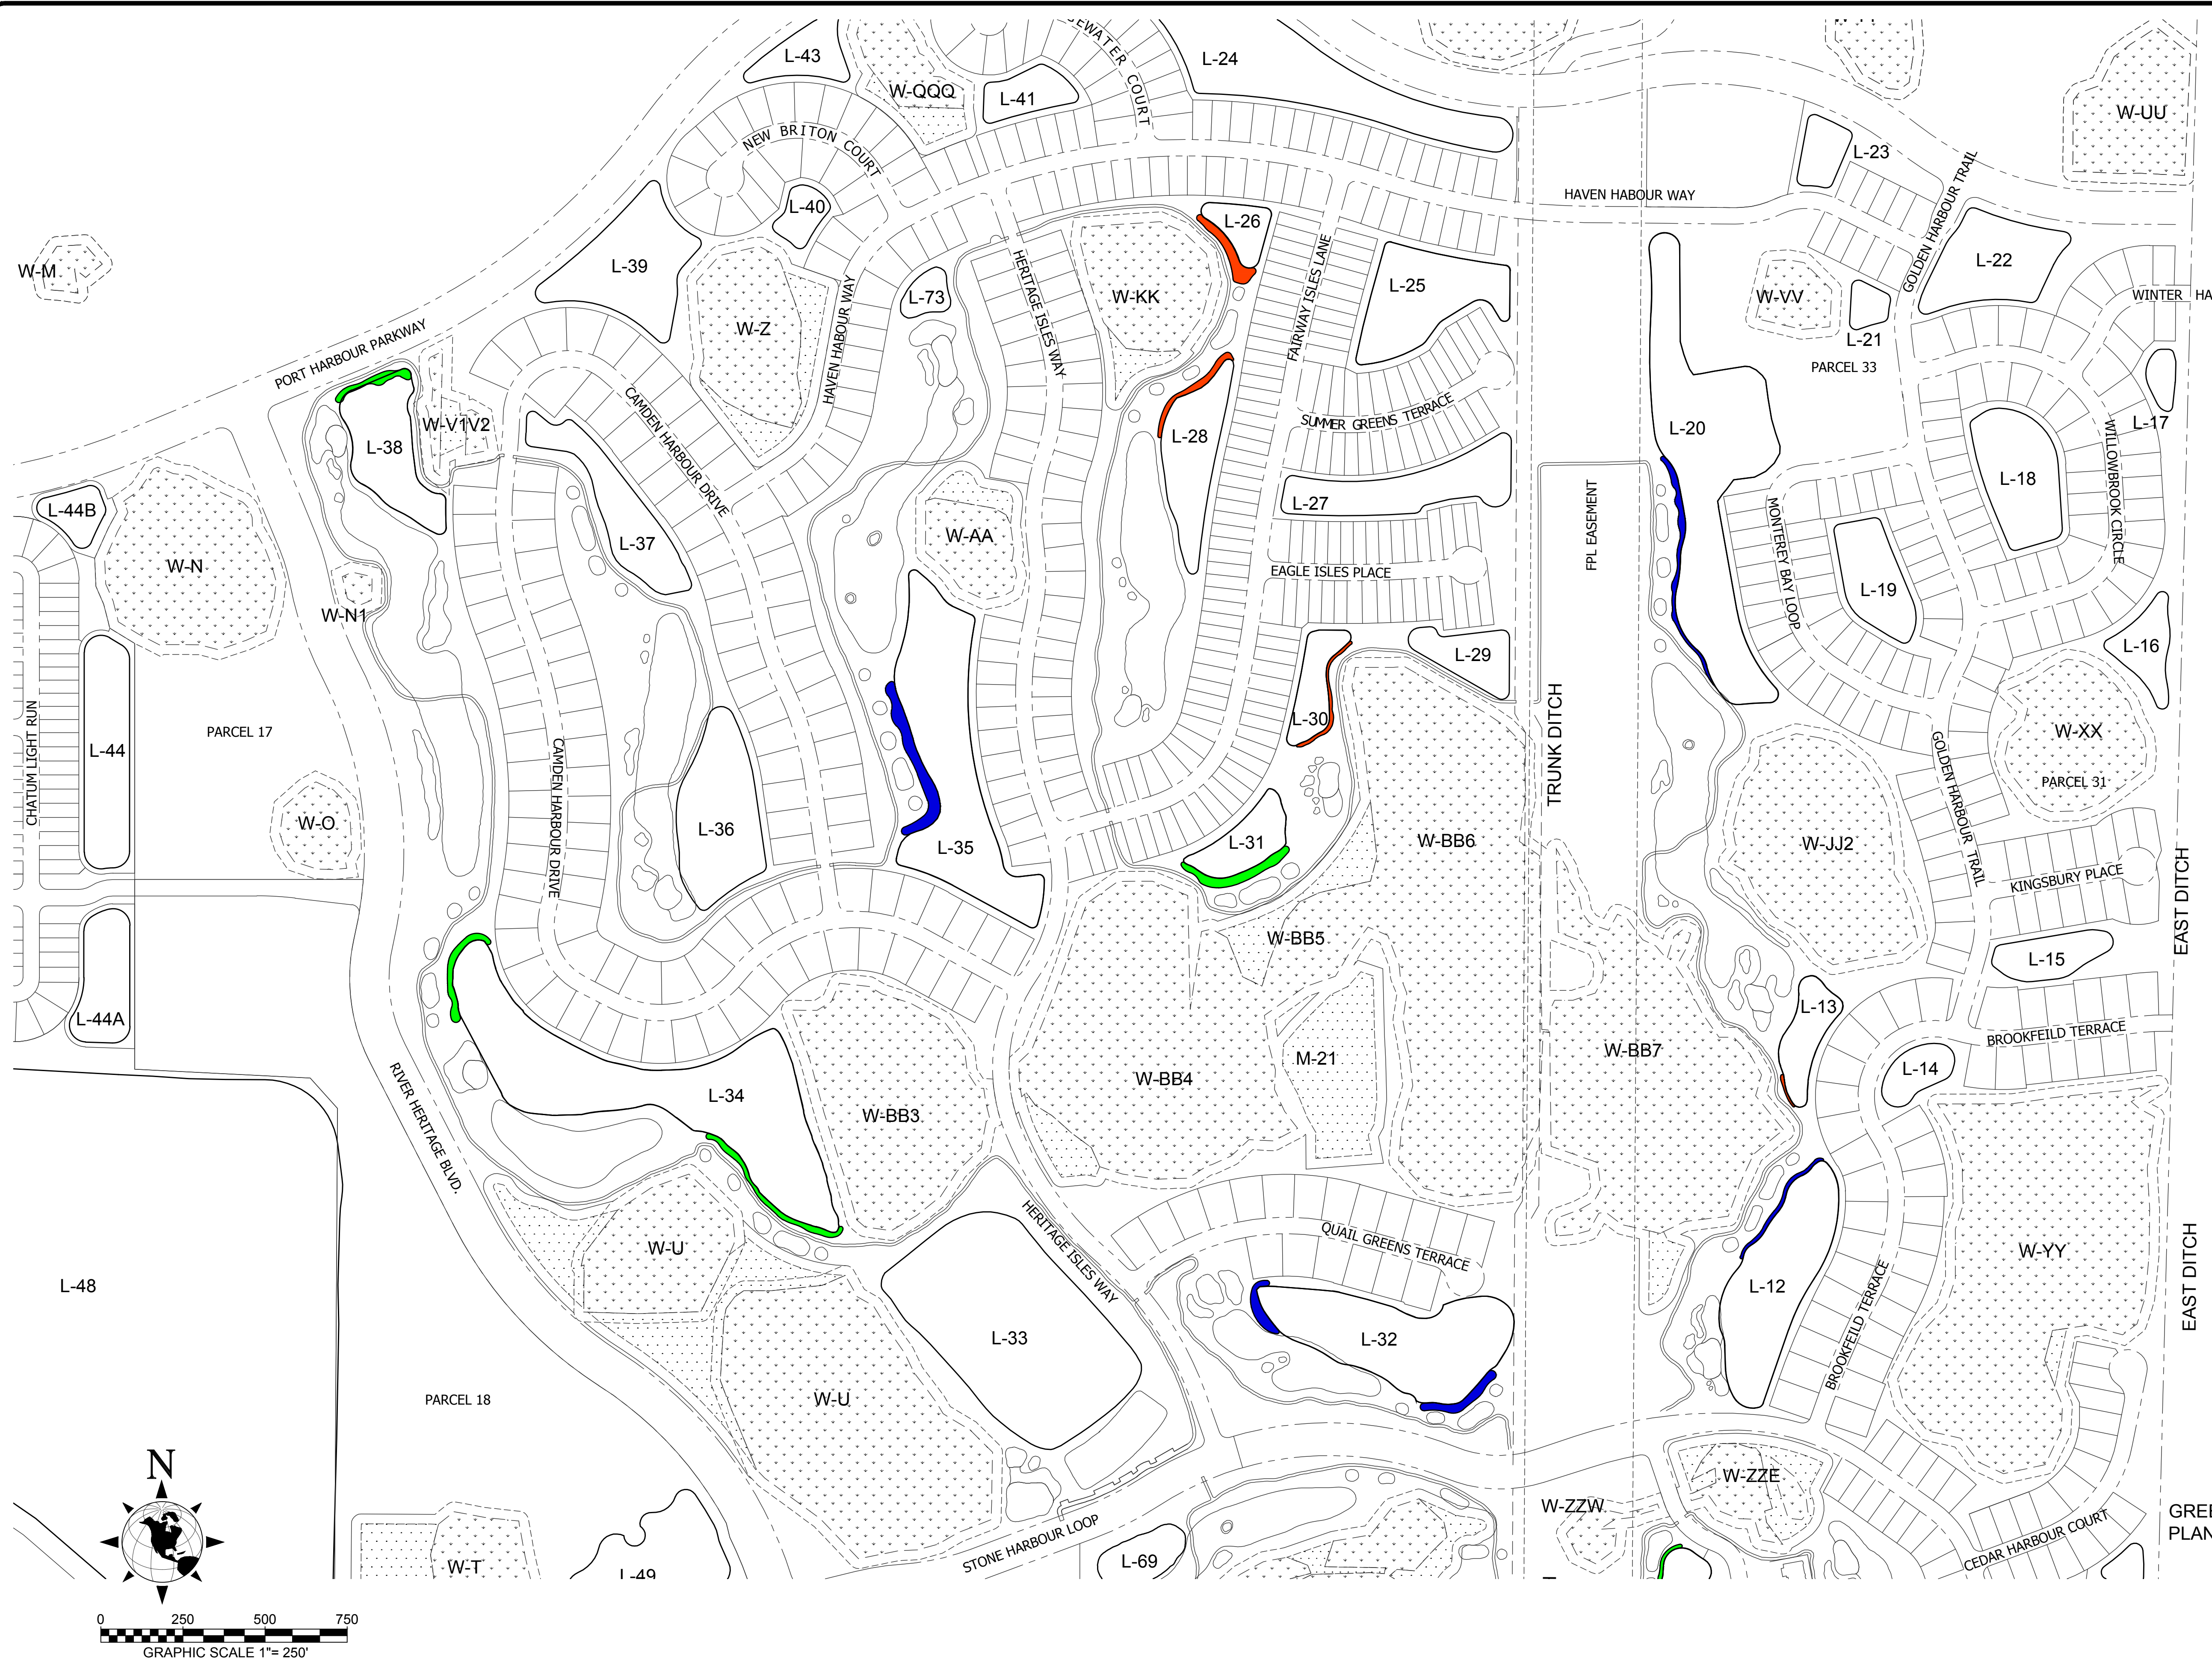 L-43
EWATER COURT
L-24
W-QQQ
L-41
W-UU
NEW BRITON COURT
L-23
L-40
HAVEN HABOUR WAY
L-26
GOLDEN HARBOUR TRAIL
L-39
W-M
L-22
L-25
W-KK
L-73
W-VV
WINTER HA
HERITAGE ISLES WAY
FAIRWAY ISLES LANE
W-Z
HAVEN HABOUR WAY
L-21
PORT HARBOUR PARKWAY
PARCEL 33
SUMMER GREENS TERRACE
L-17
W-V1V2
CAMDEN HARBOUR DRIVE
L-20
L-28
L-38
WILLOWBROOK CIRCLE
L-18
L-27
L-44B
FPL EASEMENT
W-AA
L-37
MONTEREY BAY LOOP
W-N
EAGLE ISLES PLACE
L-19
W-N1
L-16
L-29
L-30
PARCEL 17
W-XX
L-44
TRUNK DITCH
CHATUM LIGHT RUN
PARCEL 31
GOLDEN HARBOUR TRAIL
CAMDEN HARBOUR DRIVE
W-O
L-36
L-35
L-31
W-BB6
W-JJ2
KINGSBURY PLACE
EAST DITCH
W-BB5
L-15
L-13
L-44A
BROOKFEILD TERRACE
M-21
W-BB7
L-14
W-BB4
L-34
W-BB3
RIVER HERITAGE BLVD.
W-U
HERITAGE ISLES WAY
QUAIL GREENS TERRACE
W-YY
EAST DITCH
L-48
L-12
L-33
L-32
BROOKFEILD TERRACE
PARCEL 18
W-U
N
W-ZZE
W-ZZW
GREE
PLAN
STONE HARBOUR LOOP
CEDAR HARBOUR COURT
L-69
W-T
L-49
0 250 500 750
GRAPHIC SCALE 1"= 250'